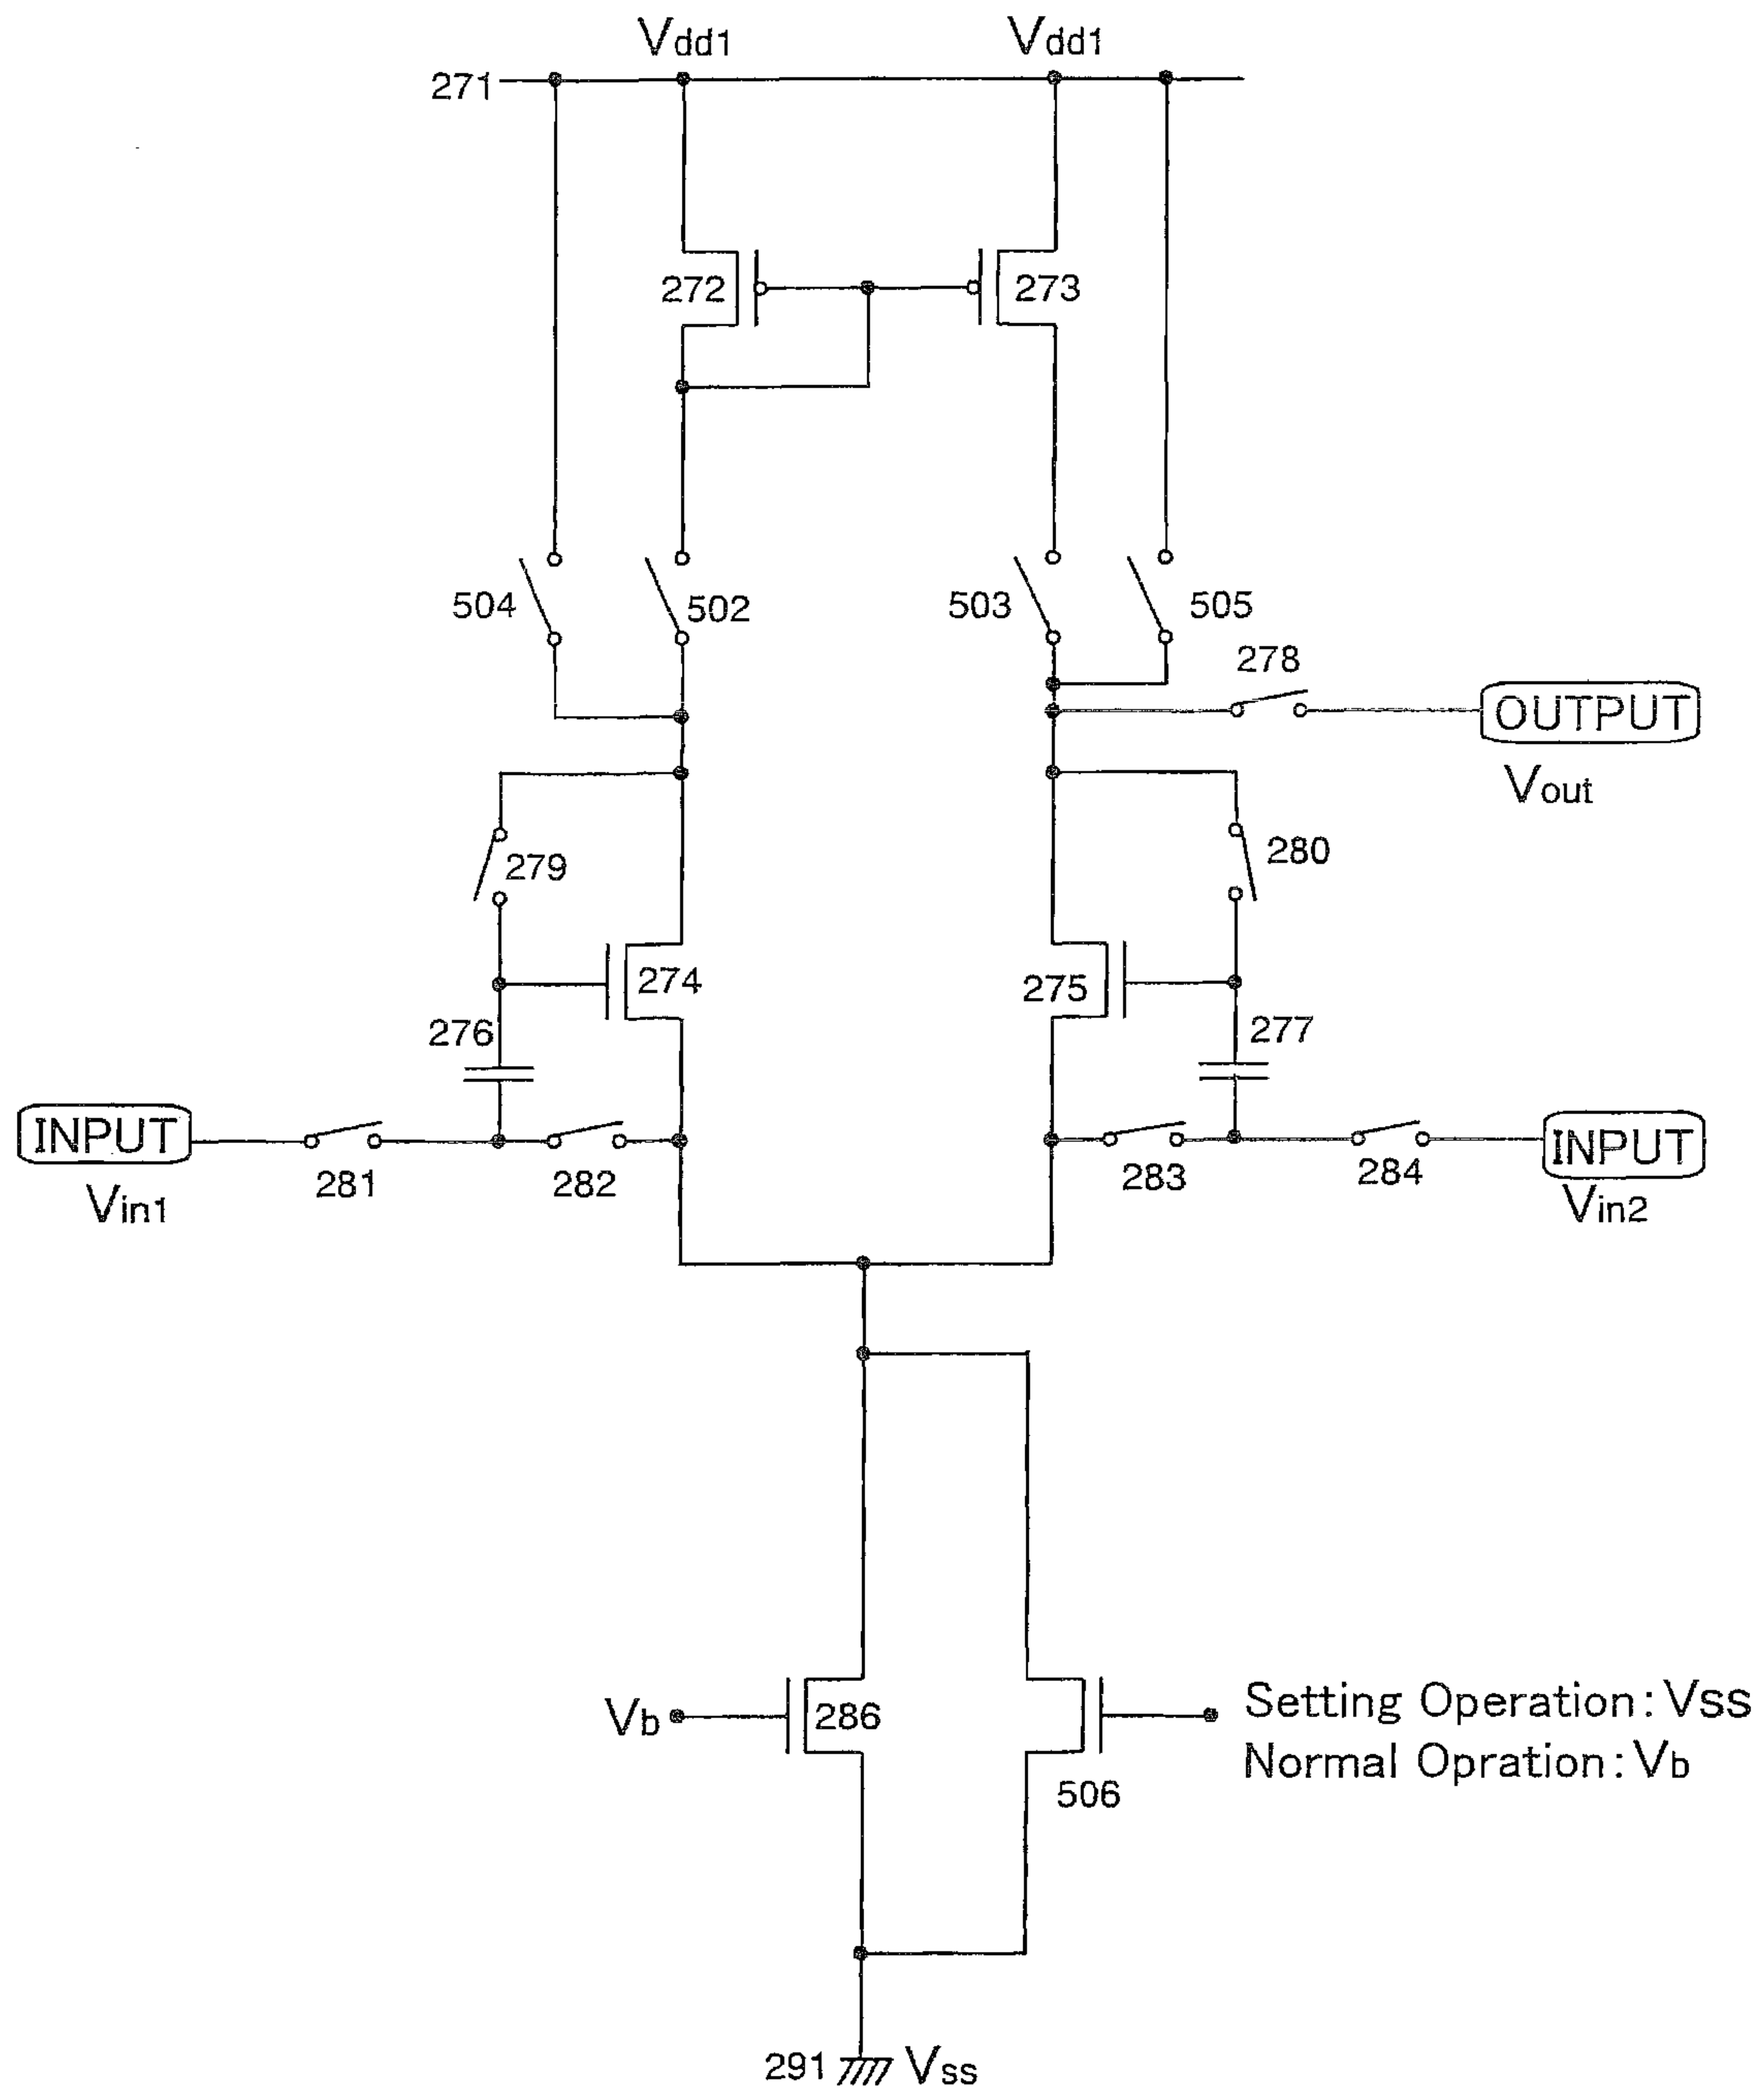 Vdd1 Vdd1
271
272 273
504 502 503 505
278
OUTPUT
Vout
279 280
274 275
276 277
INPUT INPUT
281 282 283 284
Vin1 Vin2
Vb 286 Setting Operation: VSS
Normal Opration: Vb
506
291 Vss